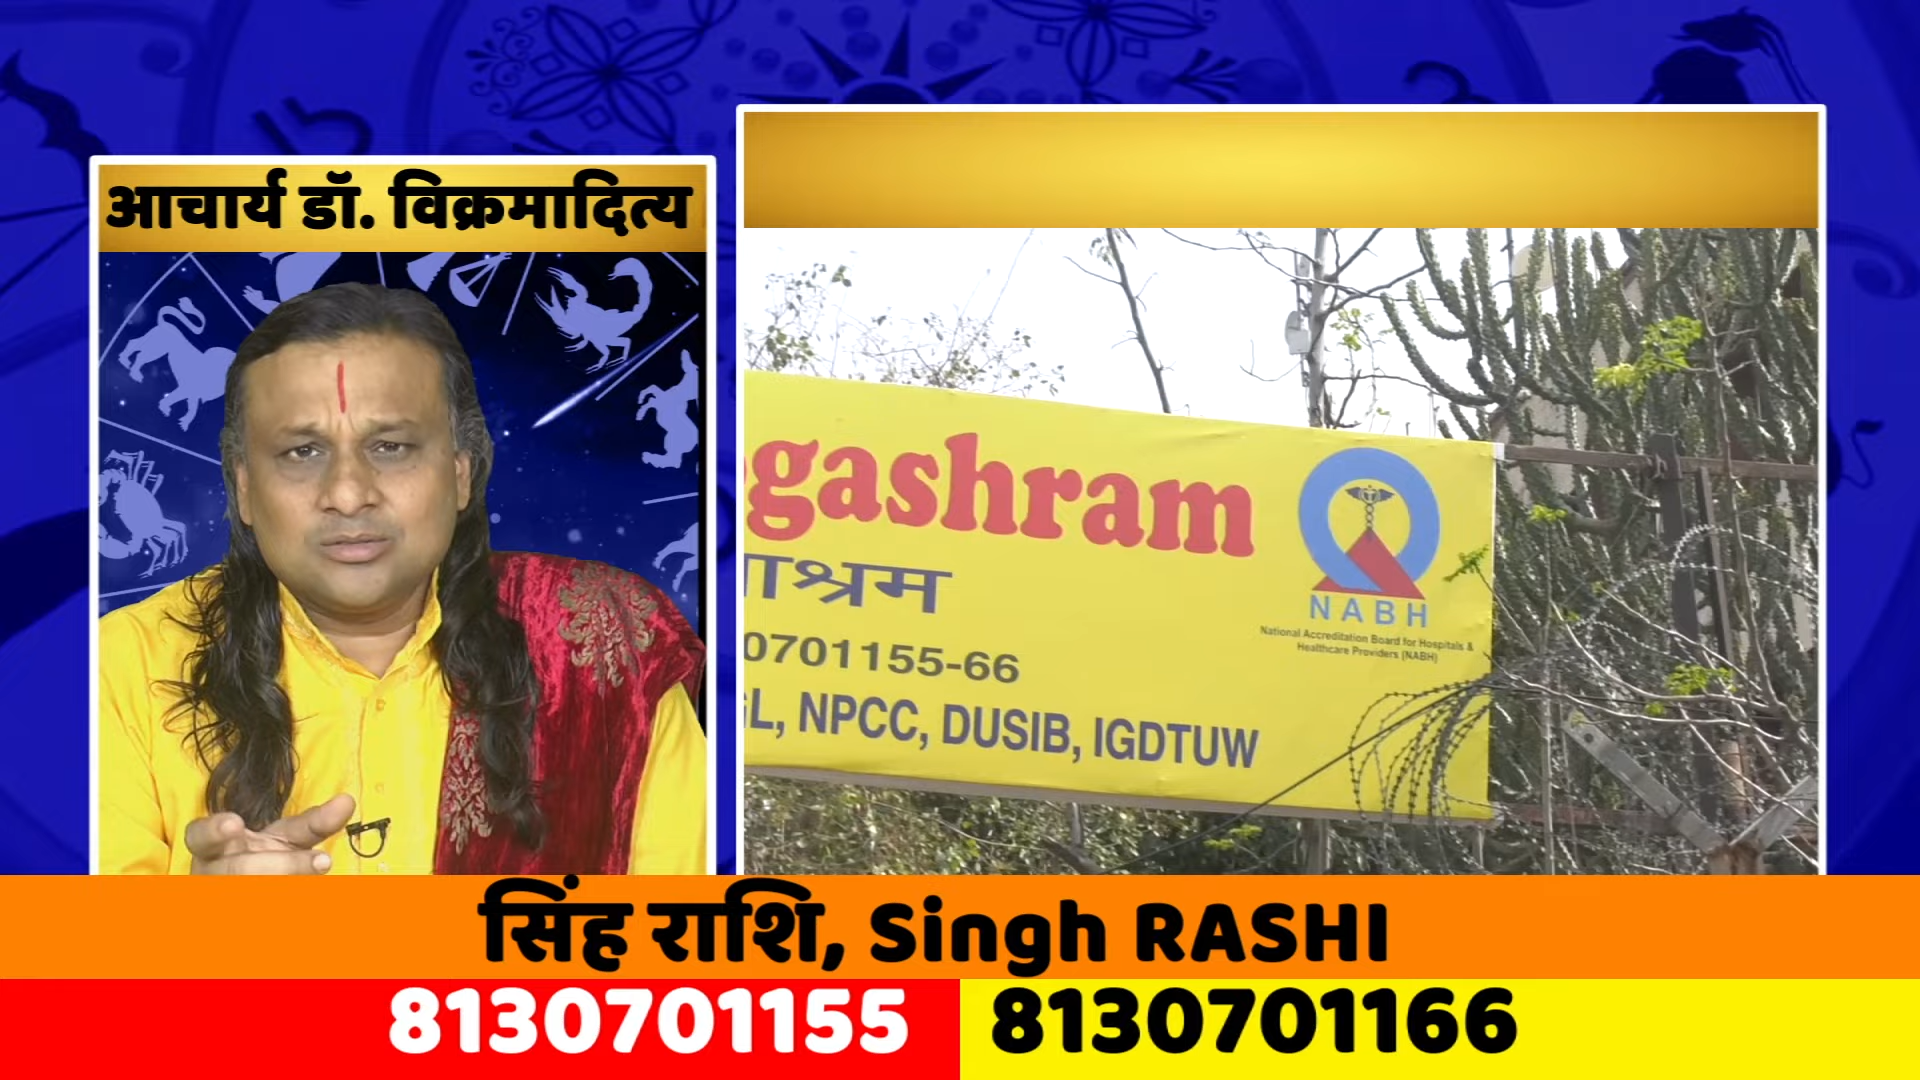 आचार्य डॉ. विक्रमादित्य
gashram
श्रम
0701155-66
L, NPCC, DUSIB, IGDTUW
NABH
National Accreditation Board for Hospitals &
Healthcare Providers (NABH)
सिंह राशि, Singh RASHI
8130701155
8130701166